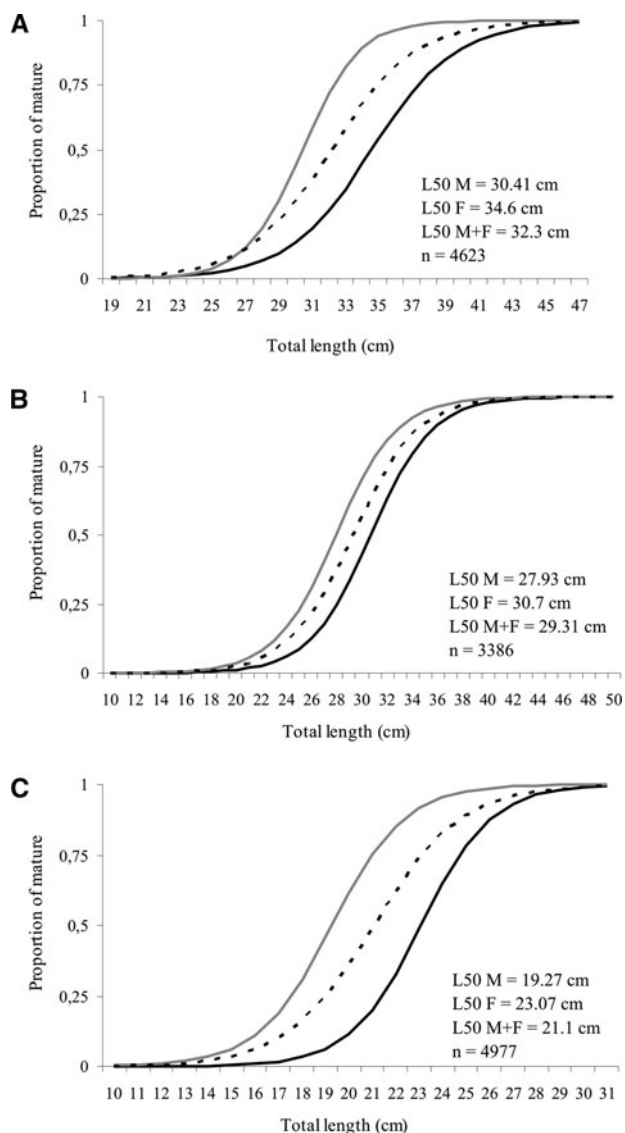 A
Proportion of mature
1
0,75
0,5
0,25
0
L50 M = 30.41 cm
L50 F = 34.6 cm
L50 M+F = 32.3 cm
n = 4623
19 21 22 23 25 27 29 31 33 35 37 39 41 43 45 47
Total length (cm)
B
Proportion of mature
1
0,75
0,5
0,25
0
L50 M = 27.93 cm
L50 F = 30.7 cm
L50 M+F = 29.31 cm
n = 3386
10 12 14 16 18 20 22 24 26 28 30 32 34 36 38 40 42 44 46 48 50
Total length (cm)
C
Proportion of mature
1
0,75
0,5
0,25
0
L50 M = 19.27 cm
L50 F = 23.07 cm
L50 M+F = 21.1 cm
n = 4977
10 11 12 13 14 15 16 17 18 19 20 21 22 23 24 25 26 27 28 29 30 31
Total length (cm)